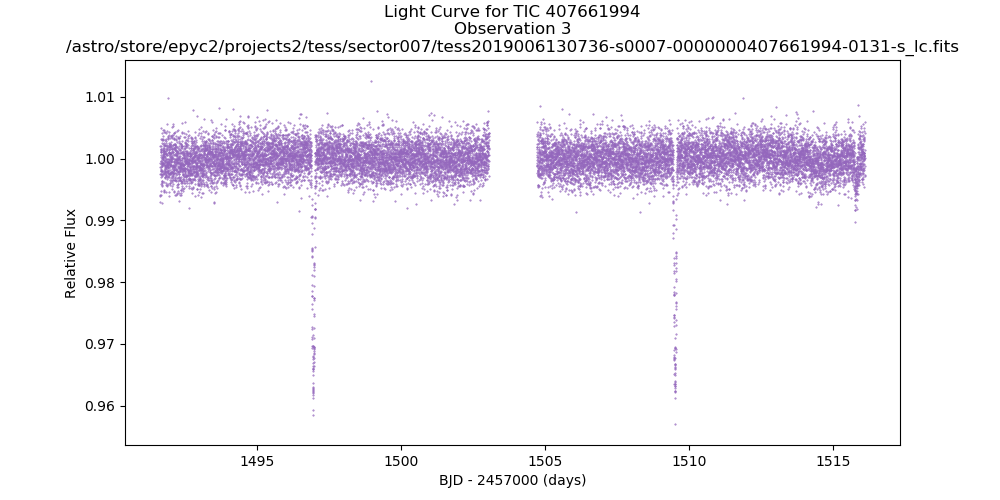 Light Curve for TIC 407661994
Observation 3
/astro/store/epyc2/projects2/tess/sector007/tess2019006130736-s0007-0000000407661994-0131-s_lc.fits
1.01
1.00
0.99
0.98
0.97
0.96
Relative Flux
1495
1500
1505
1510
1515
BJD - 2457000 (days)